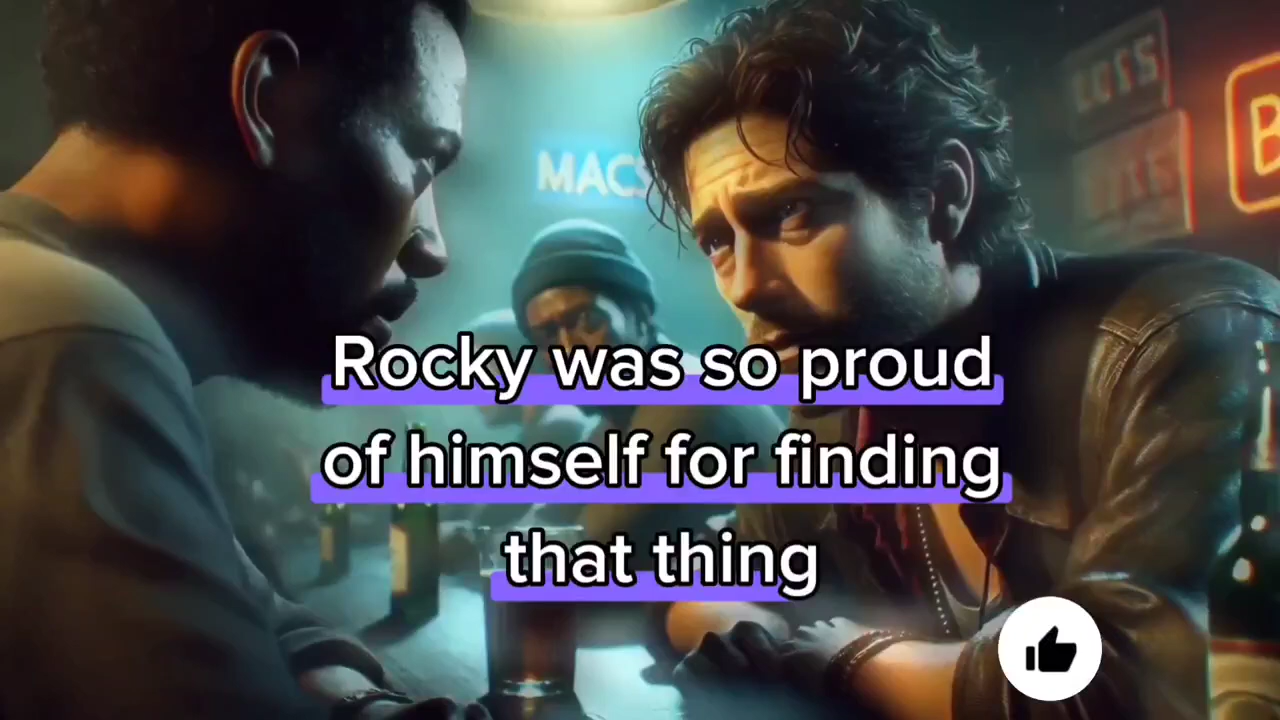 MACS
Rocky was so proud
of himself for finding
that thing
B